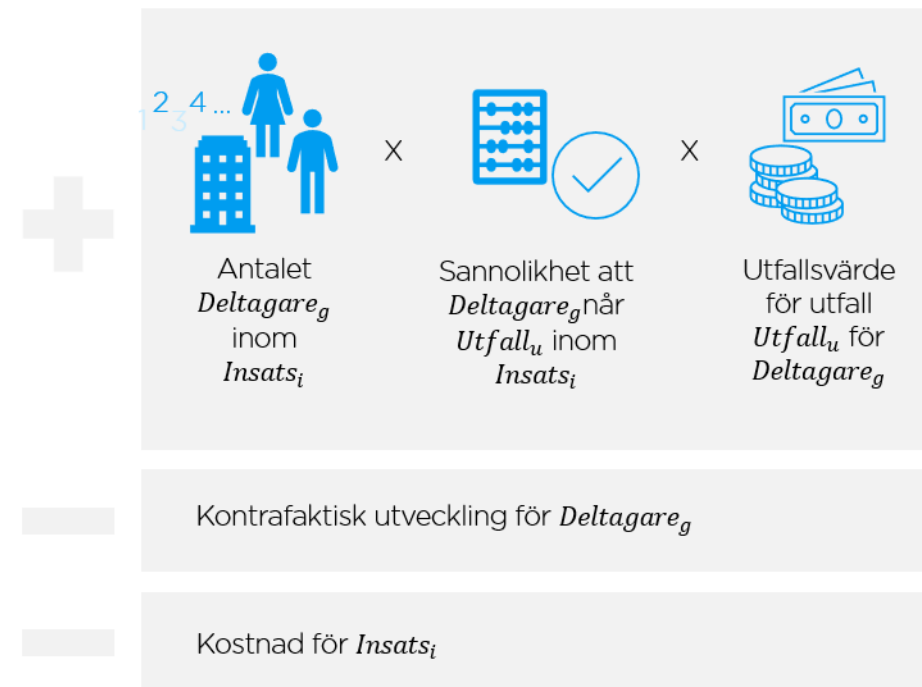 1 2 3 4 ...
x
x
Antalet
Deltagare_g
inom
Insats_i
Sannolikhet att
Deltagare_g når
Utfall_u inom
Insats_i
Utfallsvärde
för utfall
Utfall_u för
Deltagare_g
Kontrafaktisk utveckling för Deltagare_g
Kostnad för Insats_i